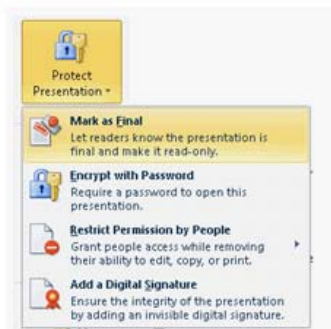 Protect
Presentation
Mark as Final
Let readers know the presentation is
final and make it read-only.
Encrypt with Password
Require a password to open this
presentation.
Restrict Permission by People
Grant people access while removing
their ability to edit, copy, or print.
Add a Digital Signature
Ensure the integrity of the presentation
by adding an invisible digital signature.